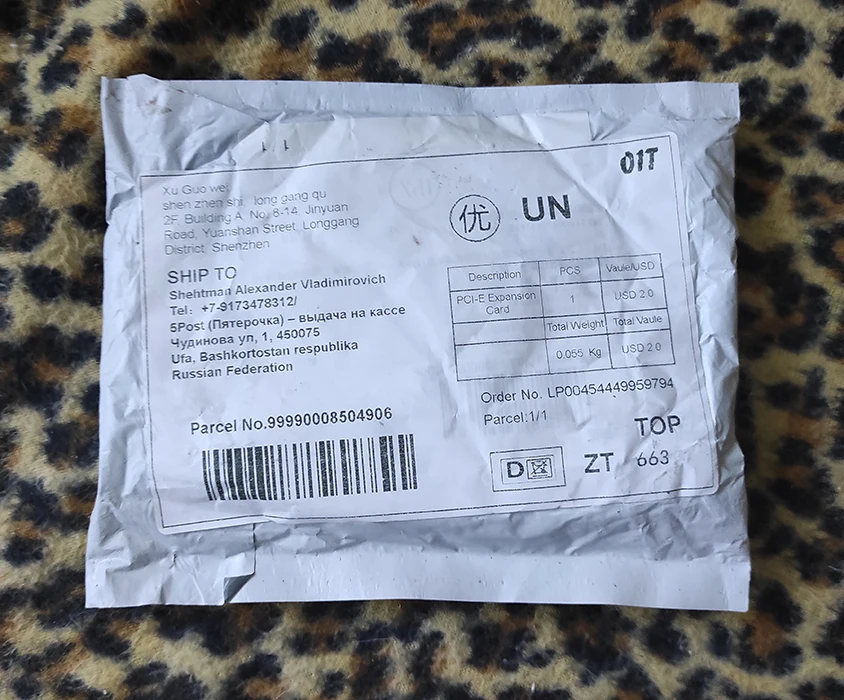 01T
Xu Guo wei
shen zhen shi long gang qu
2F, Building A, No. 8-14, Jinyuan
Road, Yuanshan Street, Longgang
District, Shenzhen
优 UN
SHIP TO
Shehtman Alexander Vladimirovich
Tel: +7-9173478312/
5Post (Пятерочка) – выдача на кассе
Чудинова ул, 1, 450075
Ufa, Bashkortostan respublika
Russian Federation
Description PCS Vaule/USD
PCI-E Expansion
Card 1 USD 2.0
Total Weight Total Vaule
0.055 Kg USD 2.0
Order No. LP00454449959794
Parcel:1/1
Parcel No.99990008504906
TOP
D ZT 663